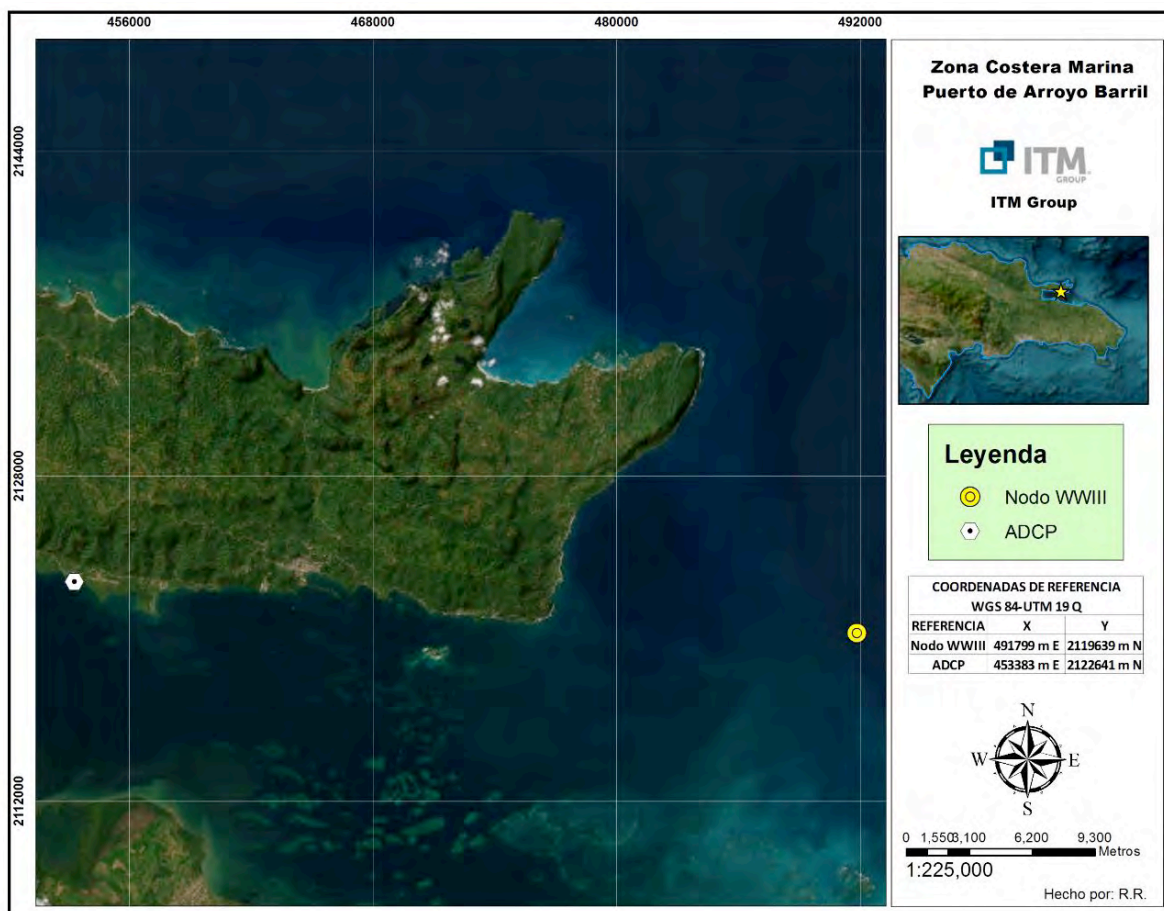 456000 468000 480000 492000
2144000
2128000
2112000
Zona Costera Marina
Puerto de Arroyo Barril
ITM
GROUP
ITM Group
Leyenda
Nodo WWIII
ADCP
COORDENADAS DE REFERENCIA
WGS 84-UTM 19 Q
REFERENCIA X Y
Nodo WWIII 491799 m E 2119639 m N
ADCP 453383 m E 2122641 m N
N
W E
S
0 1,550 3,100 6,200 9,300
Metros
1:225,000
Hecho por: R.R.